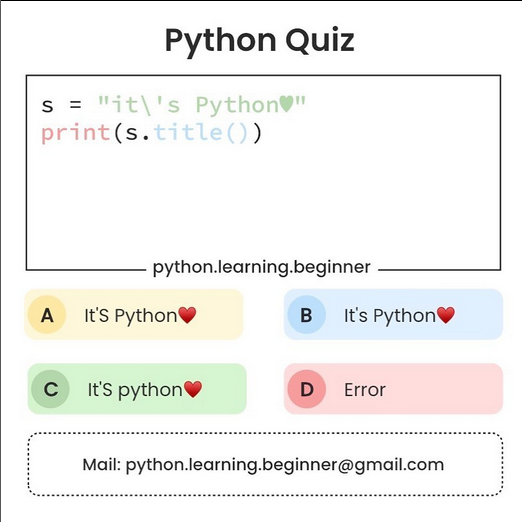 Python Quiz
s = "it\'s Python♥"
print(s.title())
python.learning.beginner
A It'S Python♥️
B It's Python♥️
C It'S python♥️
D Error
Mail: python.learning.beginner@gmail.com